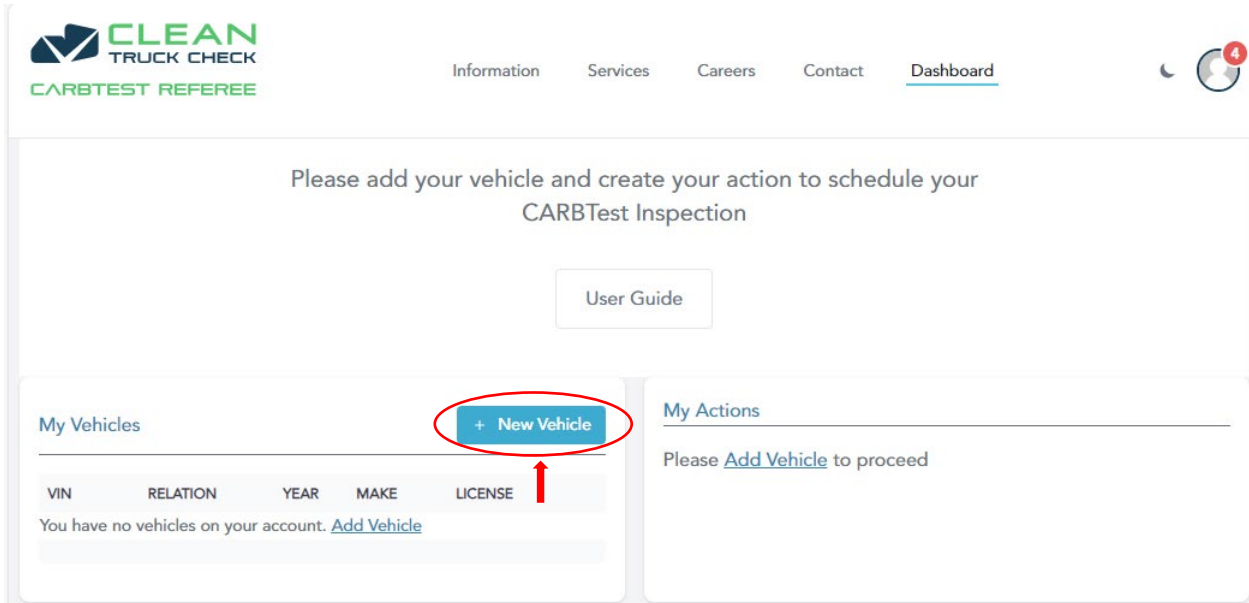 CLEAN
TRUCK CHECK
CARBTEST REFEREE
Information Services Careers Contact Dashboard
4
Please add your vehicle and create your action to schedule your
CARBTest Inspection
User Guide
My Vehicles
+ New Vehicle
VIN RELATION YEAR MAKE LICENSE
You have no vehicles on your account. Add Vehicle
My Actions
Please Add Vehicle to proceed